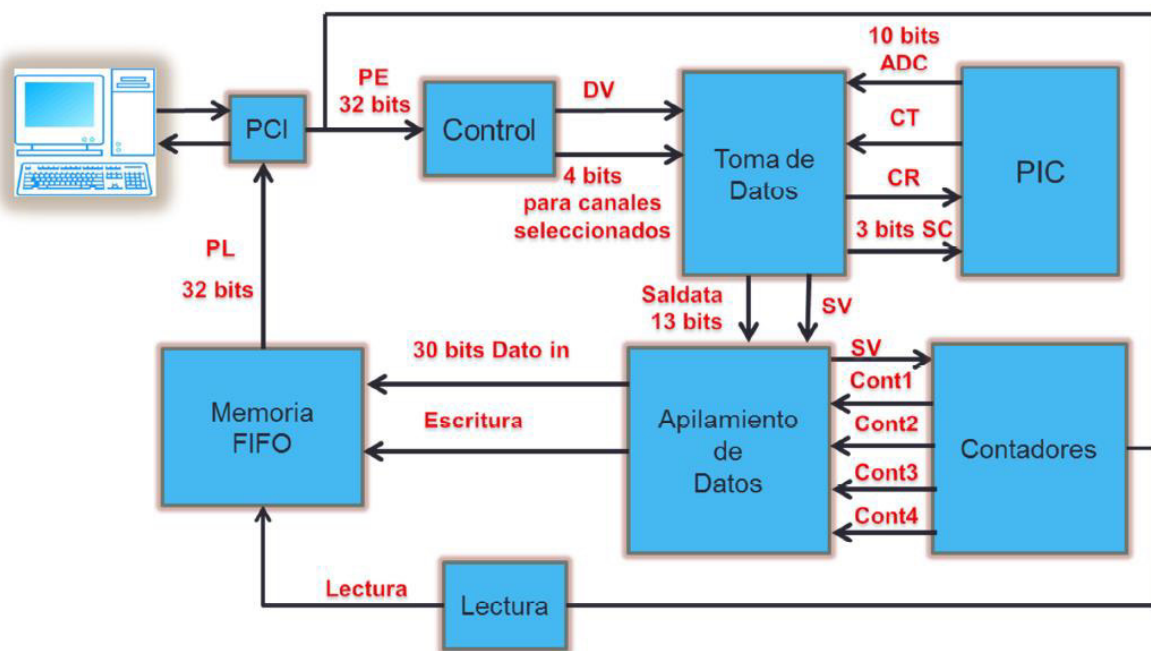 10 bits
ADC
PE
32 bits
DV
CT
PCI
Control
Toma de
Datos
PIC
CR
4 bits
para canales
seleccionados
3 bits SC
PL
32 bits
Saldata
13 bits
SV
30 bits Dato in
SV
Cont1
Memoria
FIFO
Escritura
Apilamiento
de
Datos
Cont2
Contadores
Cont3
Cont4
Lectura
Lectura